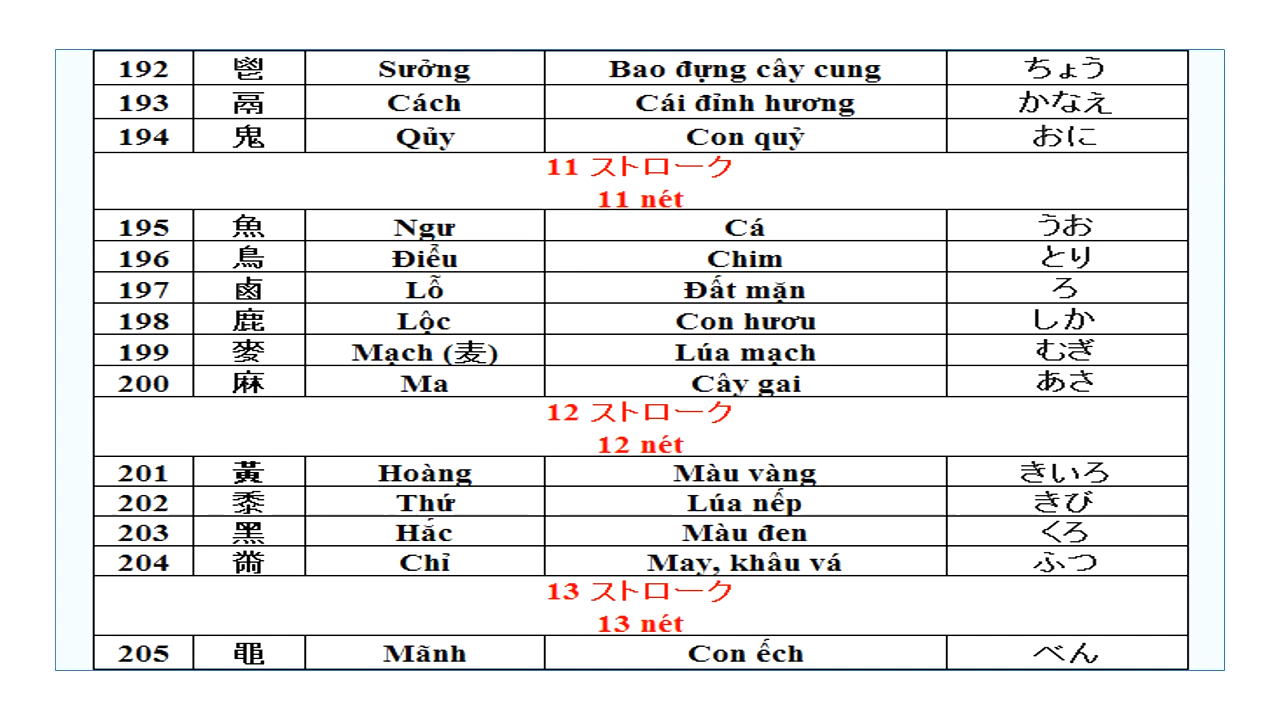 192 鬯 Sưởng Bao đựng cây cung ちょう
193 鬲 Cách Cái đỉnh hương かなえ
194 鬼 Qủy Con quỷ おに
11 ストローク
11 nét
195 魚 Ngư Cá うお
196 鳥 Điểu Chim とり
197 鹵 Lỗ Đất mặn ろ
198 鹿 Lộc Con hươu しか
199 麥 Mạch (麦) Lúa mạch むぎ
200 麻 Ma Cây gai あさ
12 ストローク
12 nét
201 黃 Hoàng Màu vàng きいろ
202 黍 Thứ Lúa nếp きび
203 黑 Hắc Màu đen くろ
204 黹 Chỉ May, khâu vá ふつ
13 ストローク
13 nét
205 黽 Mãnh Con ếch べん